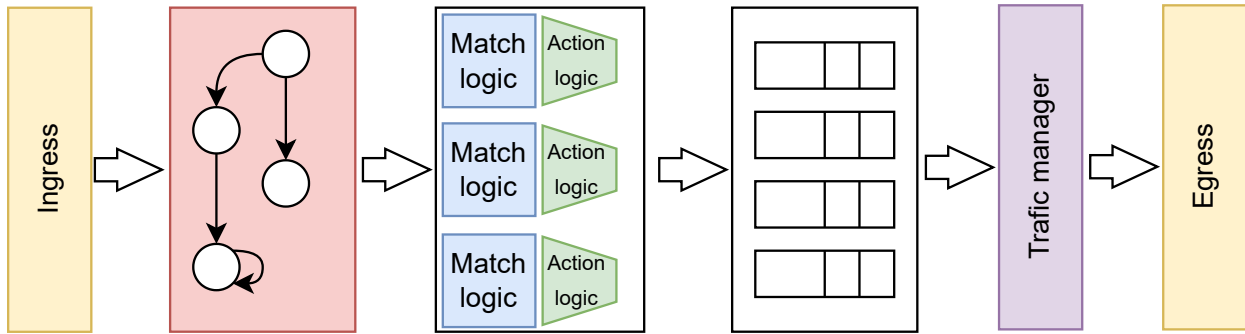 Ingress
Match
logic
Action
logic
Match
logic
Action
logic
Match
logic
Action
logic
Trafic manager
Egress